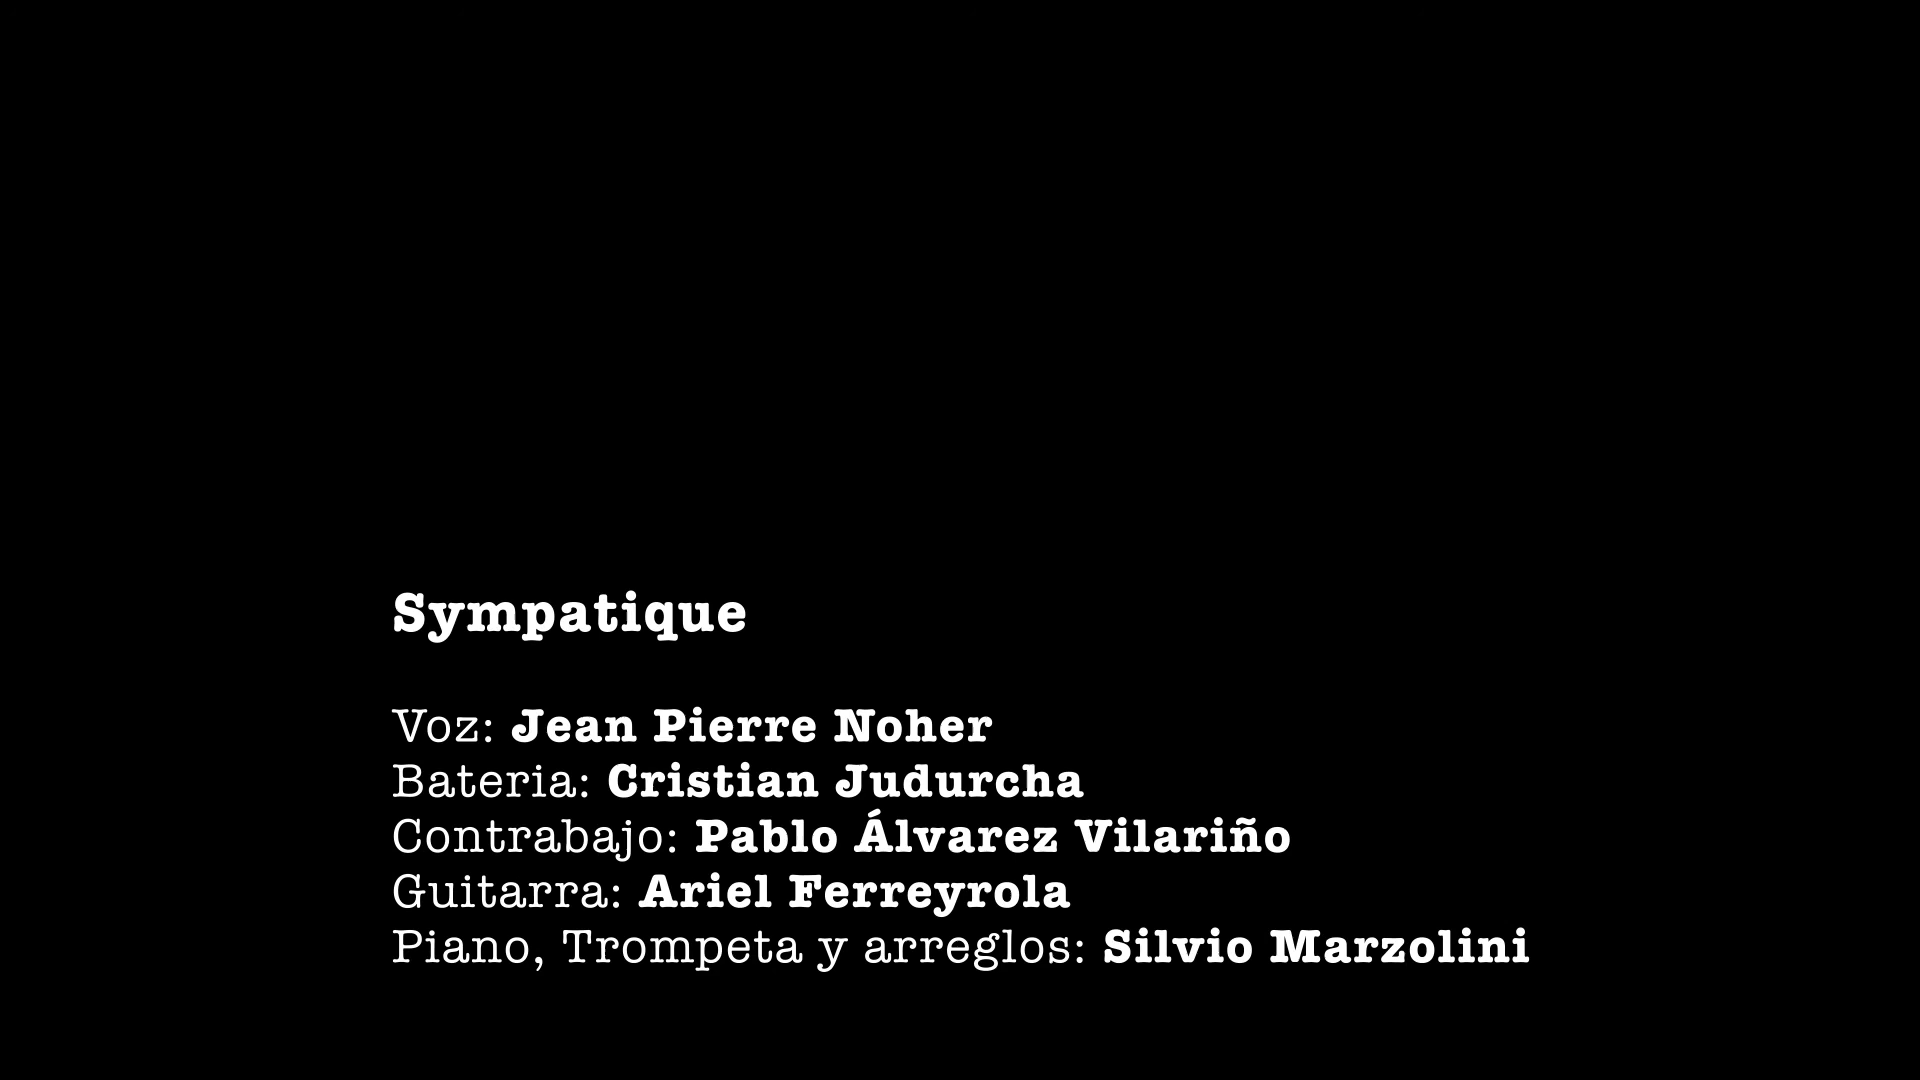 Sympatique
Voz: Jean Pierre Noher
Bateria: Cristian Judurcha
Contrabajo: Pablo Álvarez Vilariño
Guitarra: Ariel Ferreyrola
Piano, Trompeta y arreglos: Silvio Marzolini